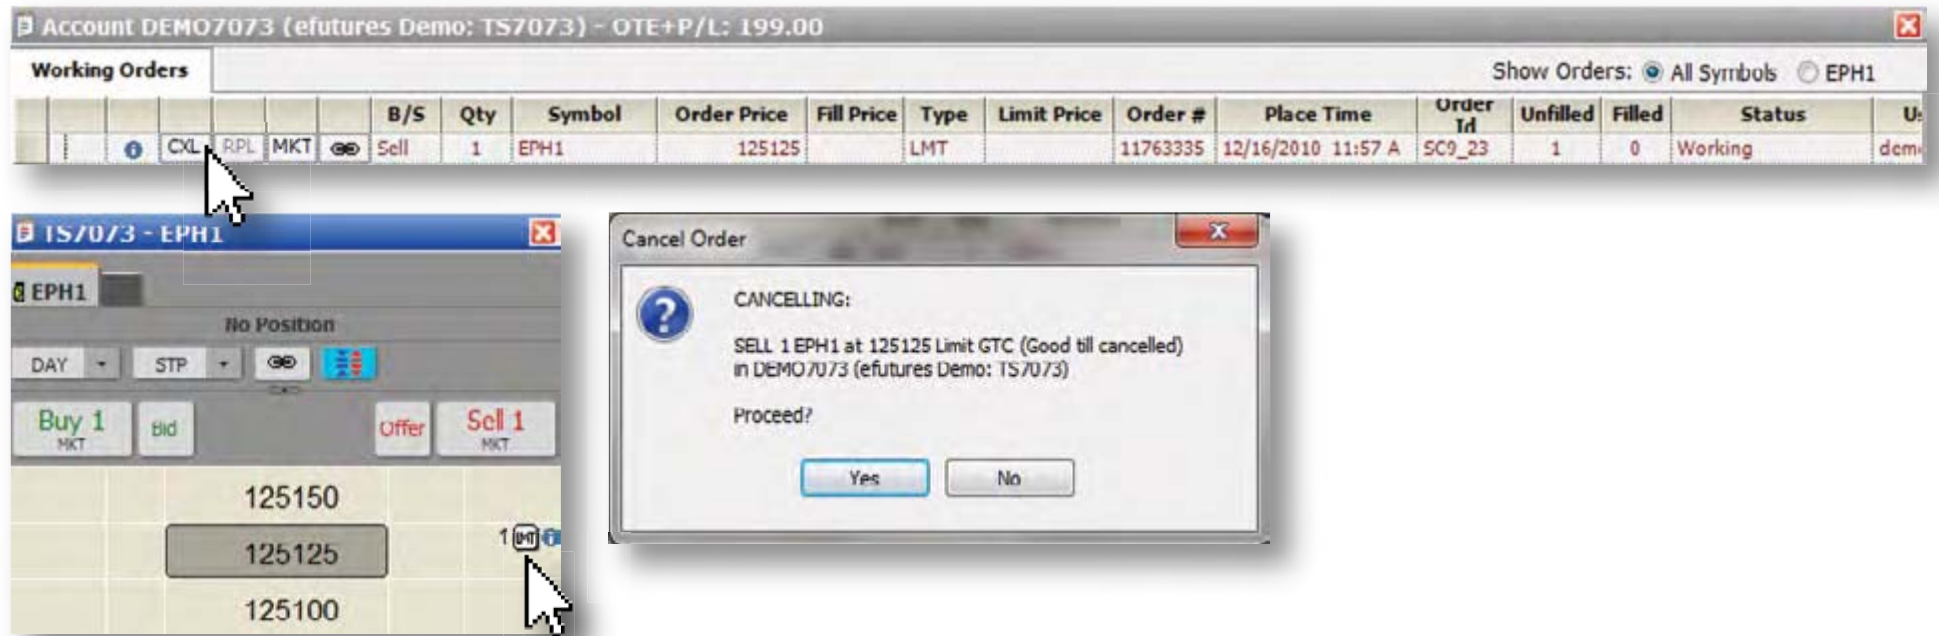 Account DEMO7073 (efutures Demo: TS7073) - OTE+P/L: 199.00
Working Orders Show Orders: All Symbols EPH1
B/S Qty Symbol Order Price Fill Price Type Limit Price Order # Place Time Order Id Unfilled Filled Status
CXL RPL MKT Sell 1 EPH1 125125 LMT 11763335 12/16/2010 11:57 A SC9_23 1 0 Working demo
TS7073 - EPH1
EPH1
No Position
DAY STP
Buy 1 Bid Offer Sell 1
MKT MKT
125150
125125 1 LMT
125100
Cancel Order
CANCELLING:
SELL 1 EPH1 at 125125 Limit GTC (Good till cancelled)
in DEMO7073 (efutures Demo: TS7073)
Proceed?
Yes No